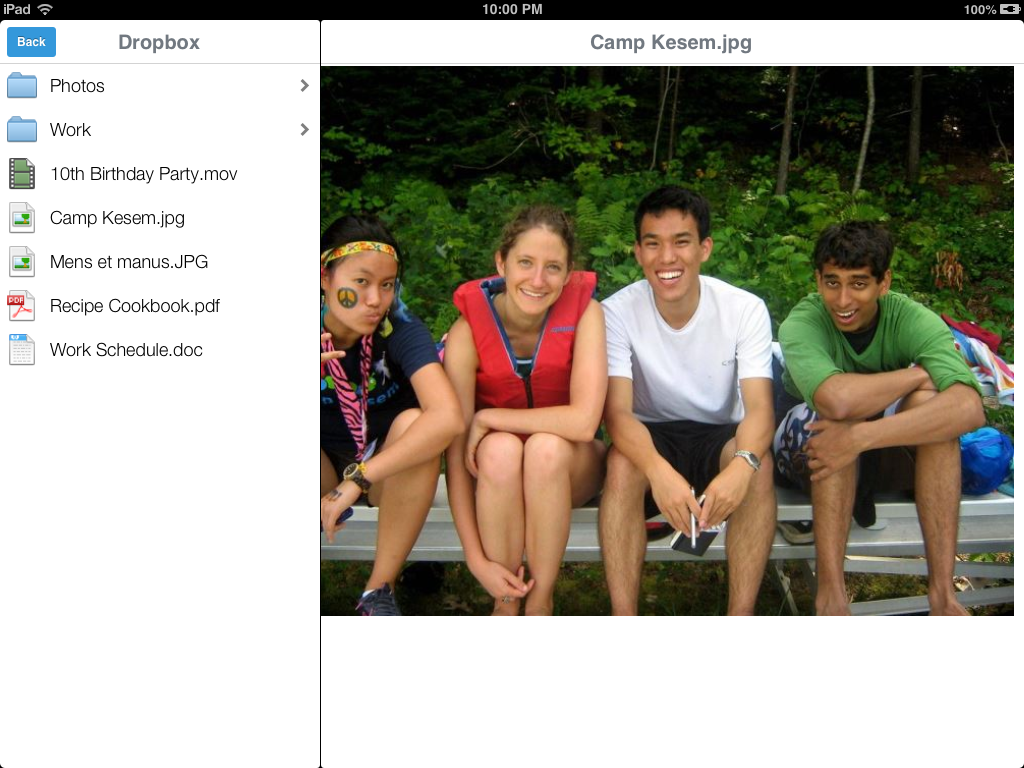 iPad 10:00 PM 100%
Back Dropbox Camp Kesem.jpg
Photos
Work
10th Birthday Party.mov
Camp Kesem.jpg
Mens et manus.JPG
PDF Recipe Cookbook.pdf
Work Schedule.doc